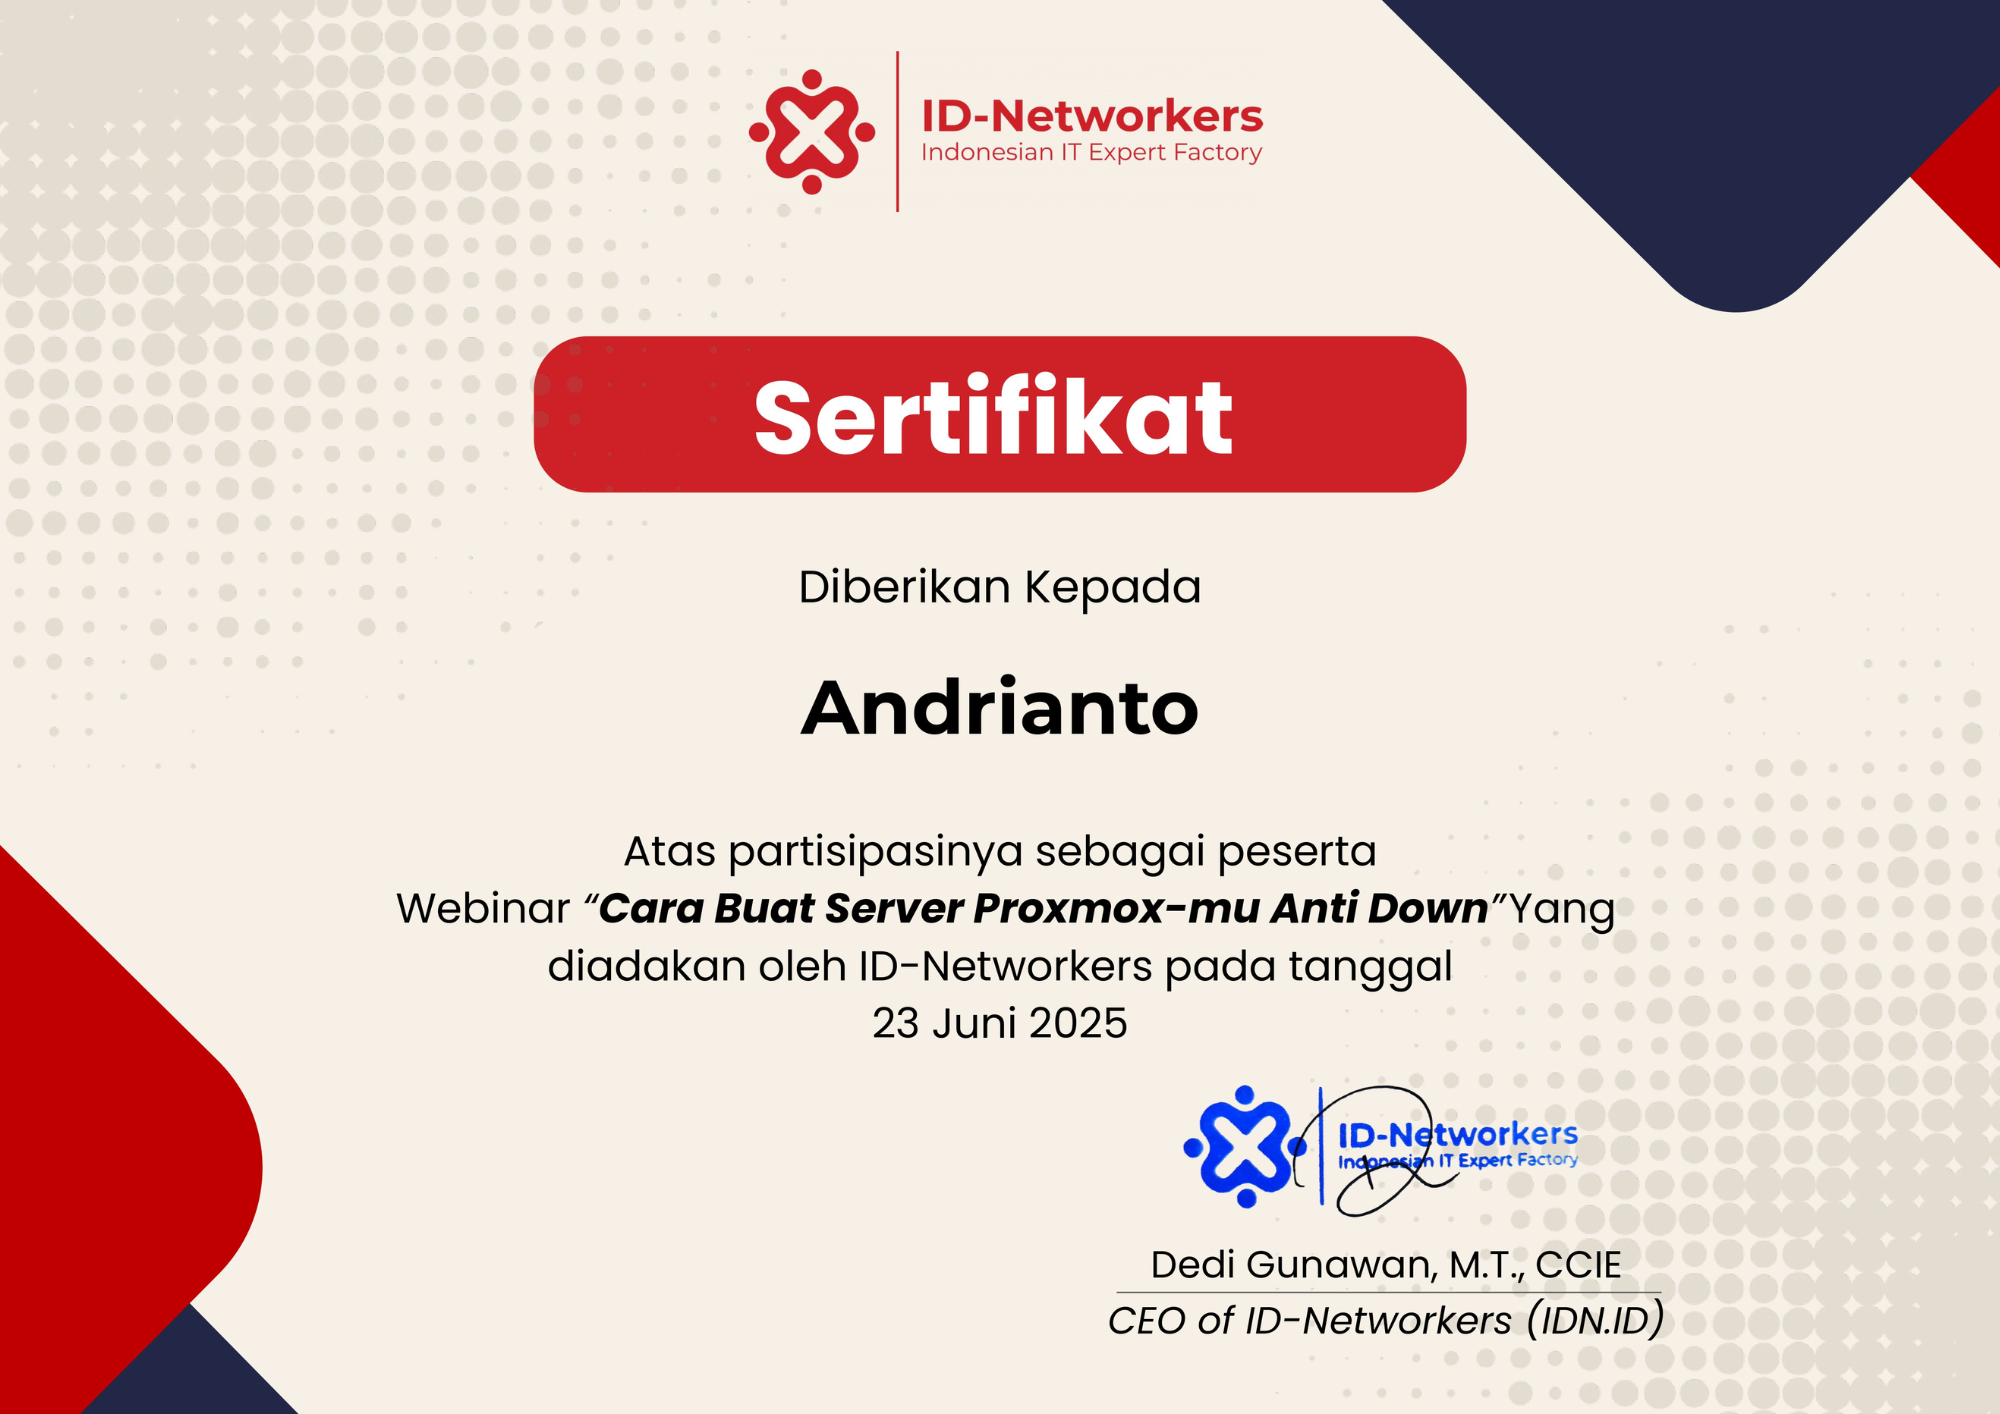 ID-Networkers
Indonesian IT Expert Factory
Sertifikat
Diberikan Kepada
Andrianto
Atas partisipasinya sebagai peserta
Webinar “Cara Buat Server Proxmox-mu Anti Down”Yang
diadakan oleh ID-Networkers pada tanggal
23 Juni 2025
ID-Networkers
Indonesian IT Expert Factory
Dedi Gunawan, M.T., CCIE
CEO of ID-Networkers (IDN.ID)